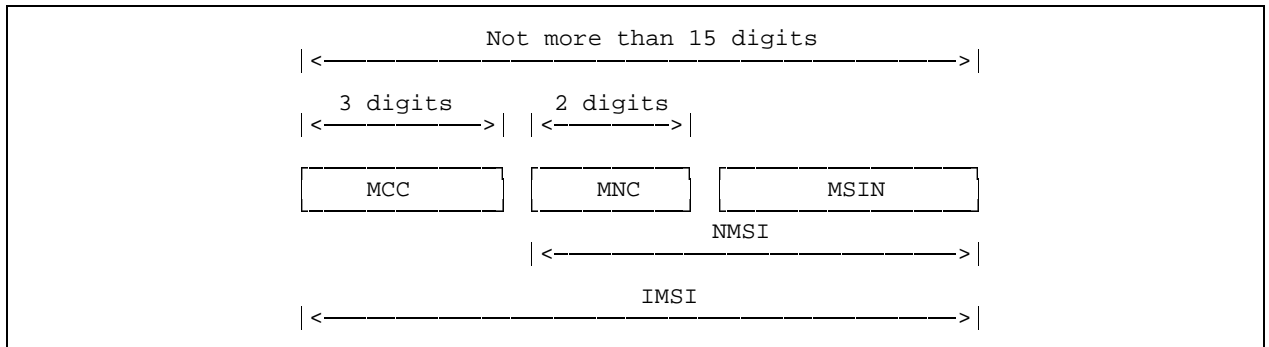 Not more than 15 digits
3 digits 2 digits
MCC MNC MSIN
NMSI
IMSI